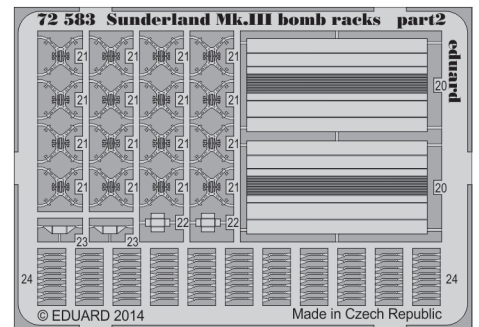 72 583 Sunderland Mk.III bomb racks part2
eduard
21 21 21 21
20
21 21 21 21
21 21 21 21
21 21 21 21
20
22 22
23 23
24 24
© EDUARD 2014 Made in Czech Republic